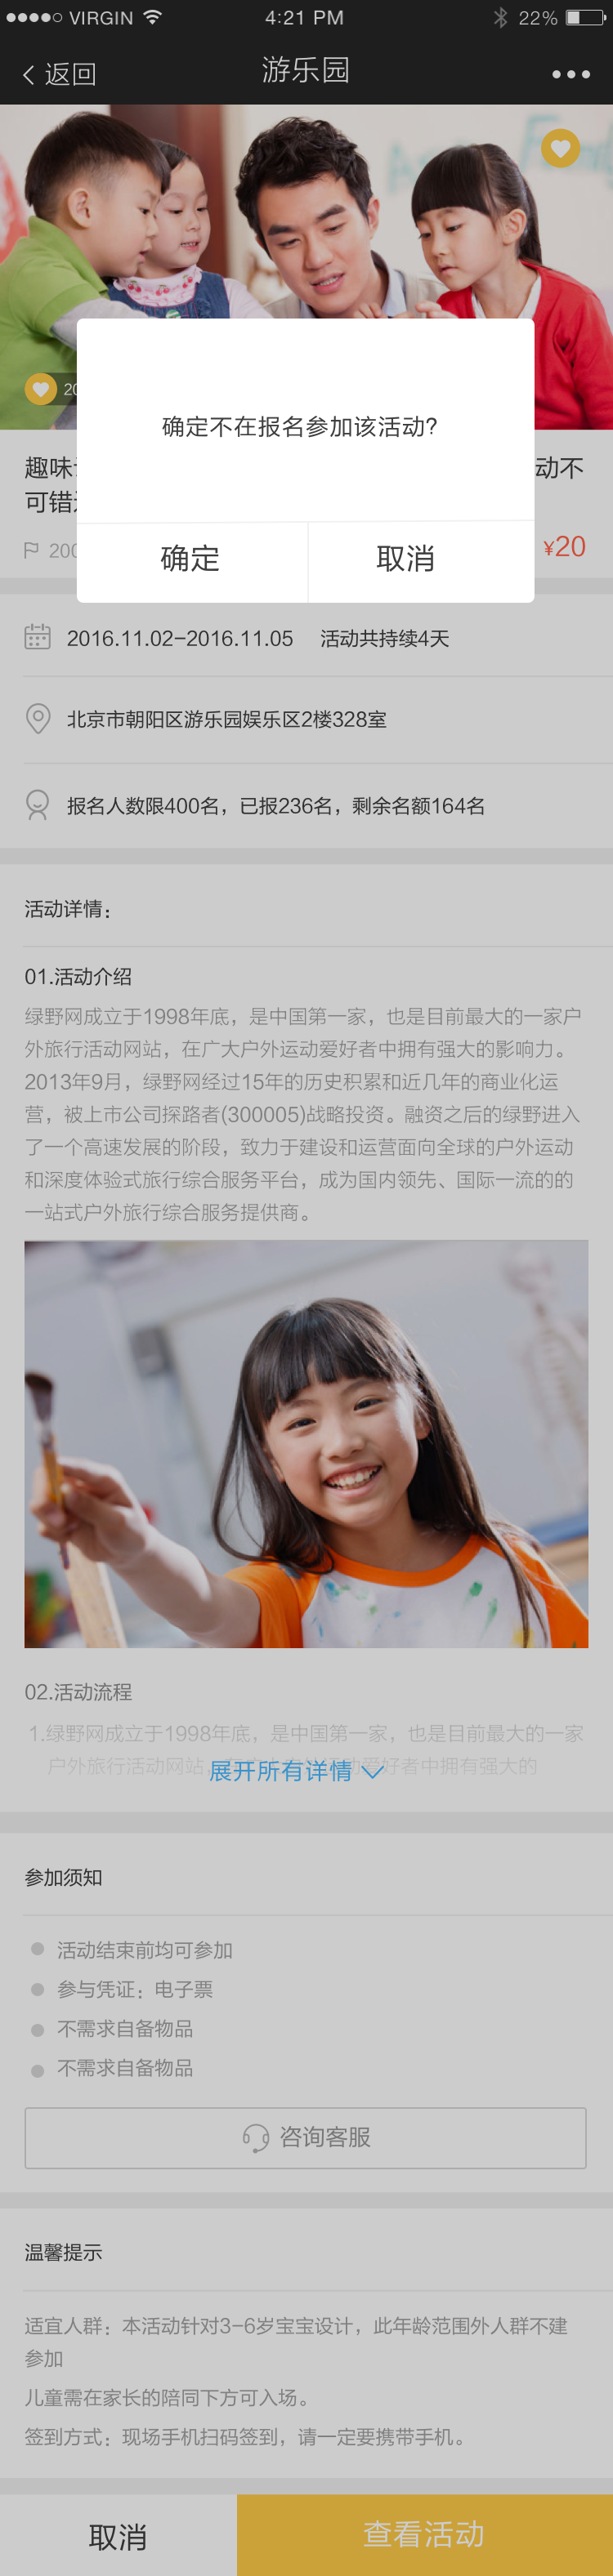 VIRGIN 4:21 PM 22%
返回 游乐园
确定不在报名参加该活动?
趣味 动不
可错
¥20
确定 取消
2016.11.02-2016.11.05 活动共持续4天
北京市朝阳区游乐园娱乐区2楼328室
报名人数限400名，已报236名，剩余名额164名
活动详情：
01.活动介绍
绿野网成立于1998年底，是中国第一家，也是目前最大的一家户
外旅行活动网站，在广大户外运动爱好者中拥有强大的影响力。
2013年9月，绿野网经过15年的历史积累和近几年的商业化运
营，被上市公司探路者(300005)战略投资。融资之后的绿野进入
了一个高速发展的阶段，致力于建设和运营面向全球的户外运动
和深度体验式旅行综合服务平台，成为国内领先、国际一流的的
一站式户外旅行综合服务提供商。
02.活动流程
1.绿野网成立于1998年底，是中国第一家，也是目前最大的一家
户外旅行活动网站，动爱好者中拥有强大的
展开所有详情
参加须知
活动结束前均可参加
参与凭证：电子票
不需求自备物品
不需求自备物品
咨询客服
温馨提示
适宜人群：本活动针对3-6岁宝宝设计，此年龄范围外人群不建
参加
儿童需在家长的陪同下方可入场。
签到方式：现场手机扫码签到，请一定要携带手机。
取消 查看活动